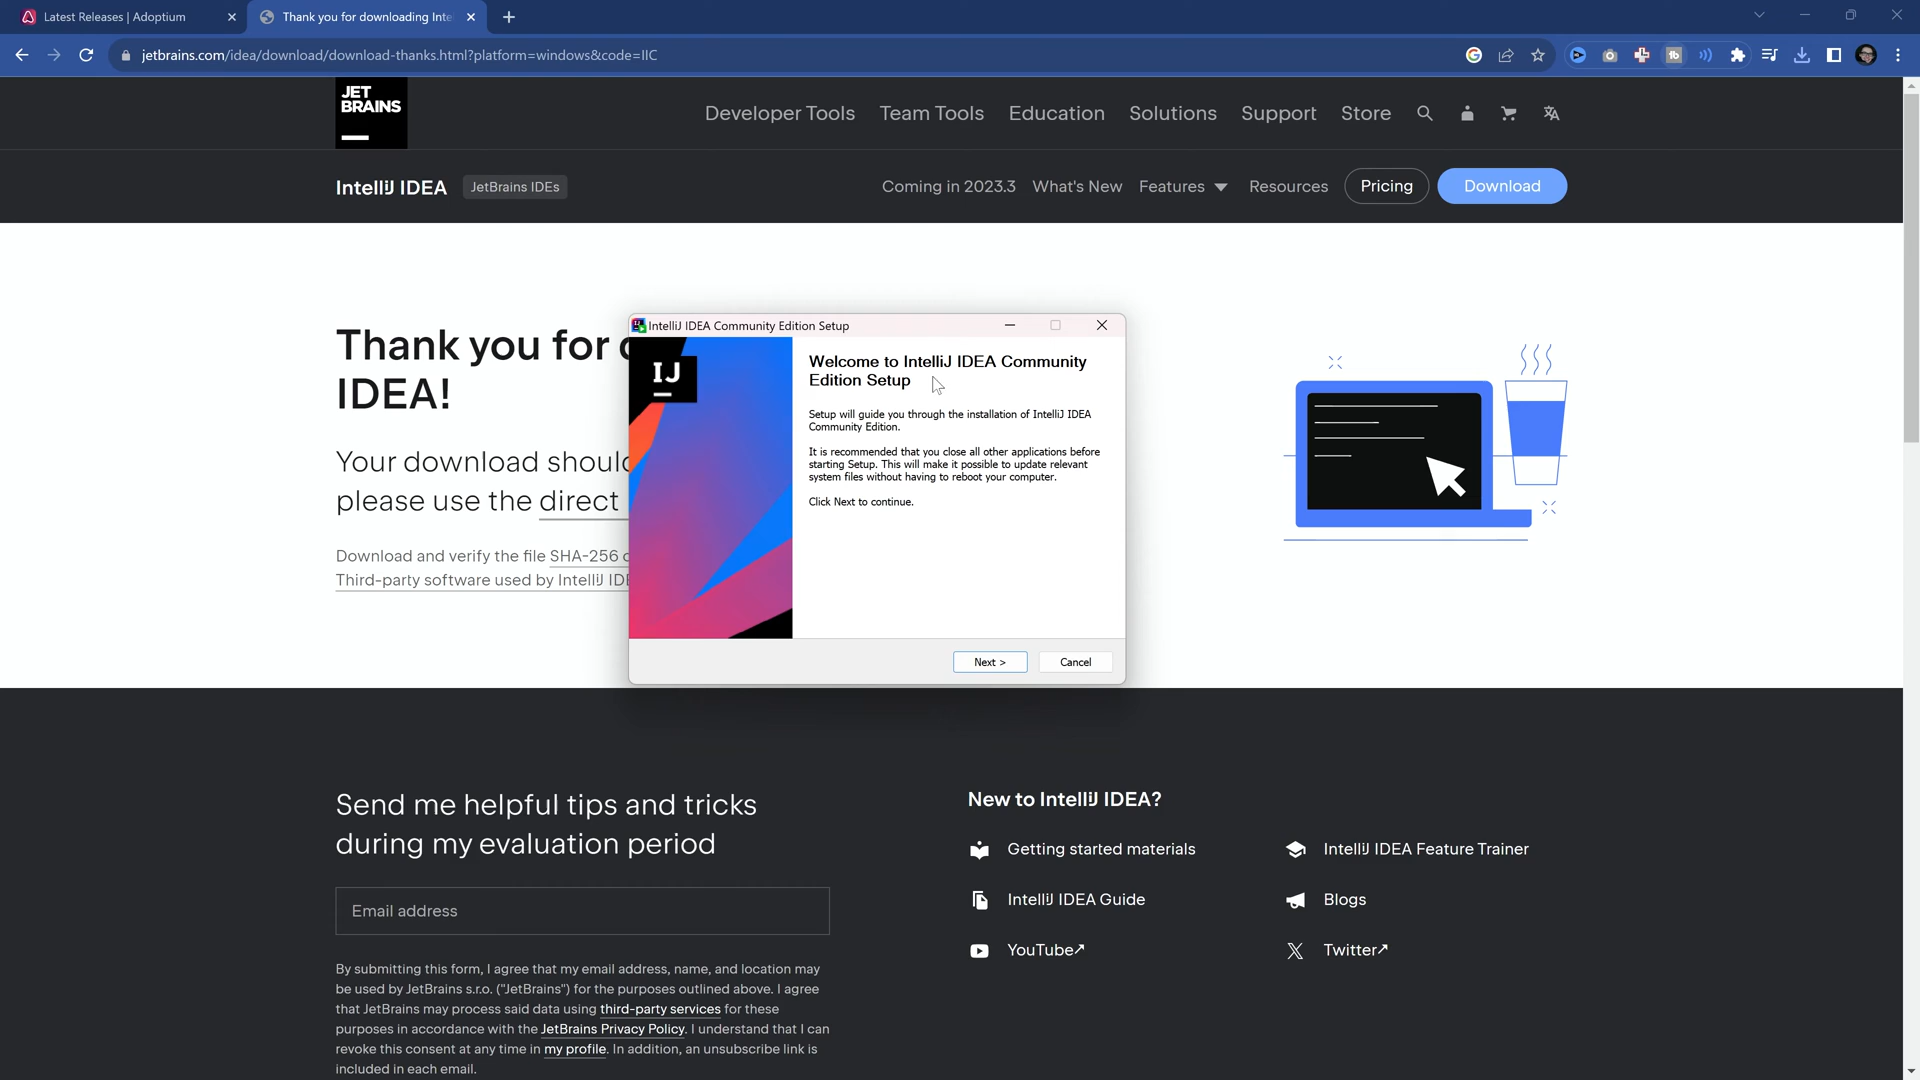 Latest Releases | Adoptium
Thank you for downloading Inte
jetbrains.com/idea/download/download-thanks.html?platform=windows&code=IIC
JET
BRAINS
Developer Tools Team Tools Education Solutions Support Store
IntelliJ IDEA JetBrains IDEs Coming in 2023.3 What's New Features Resources Pricing Download
Thank you for
IDEA!
Your download should
please use the direct
Download and verify the file SHA-256
Third-party software used by IntelliJ IDE
IntelliJ IDEA Community Edition Setup
IJ
Welcome to IntelliJ IDEA Community
Edition Setup
Setup will guide you through the installation of IntelliJ IDEA
Community Edition.
It is recommended that you close all other applications before
starting Setup. This will make it possible to update relevant
system files without having to reboot your computer.
Click Next to continue.
Next > Cancel
Send me helpful tips and tricks
during my evaluation period
Email address
By submitting this form, I agree that my email address, name, and location may
be used by JetBrains s.r.o. ("JetBrains") for the purposes outlined above. I agree
that JetBrains may process said data using third-party services for these
purposes in accordance with the JetBrains Privacy Policy. I understand that I can
revoke this consent at any time in my profile. In addition, an unsubscribe link is
included in each email.
New to IntelliJ IDEA?
Getting started materials IntelliJ IDEA Feature Trainer
IntelliJ IDEA Guide Blogs
YouTube↗ Twitter↗